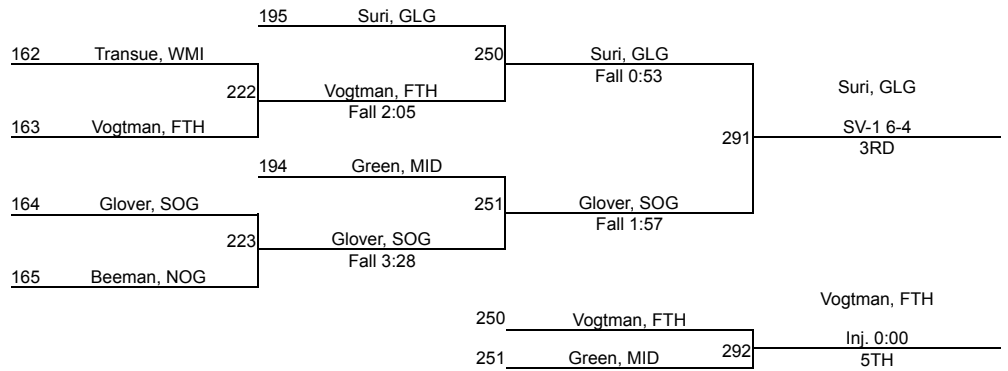 195 Suri, GLG
162 Transue, WMI
250 Suri, GLG
Fall 0:53
Suri, GLG
222 Vogtman, FTH
Fall 2:05
163 Vogtman, FTH
291 SV-1 6-4
3RD
194 Green, MID
164 Glover, SOG
251 Glover, SOG
Fall 1:57
223 Glover, SOG
Fall 3:28
165 Beeman, NOG
Vogtman, FTH
250 Vogtman, FTH
292 Inj. 0:00
5TH
251 Green, MID